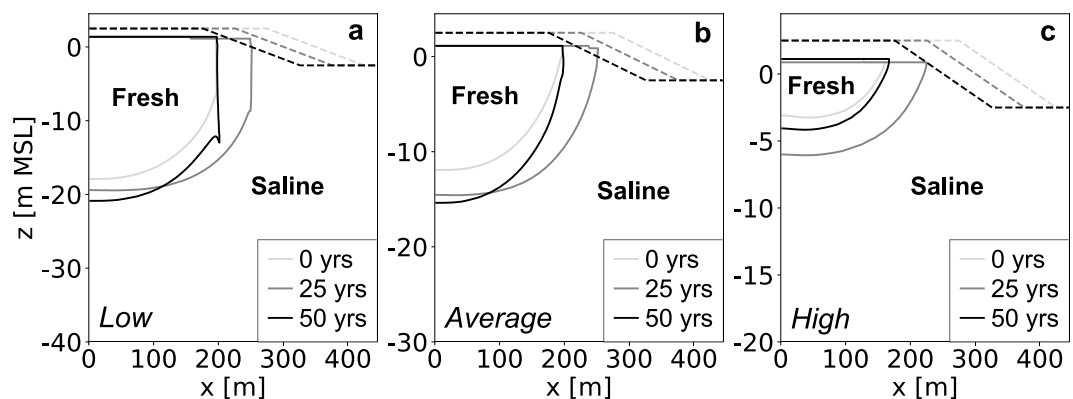 a
0
-10
-20
-30
-40
z [m MSL]
Fresh
Saline
0 yrs
25 yrs
50 yrs
Low
0 100 200 300 400
x [m]
b
0
-10
-20
-30
Fresh
Saline
0 yrs
25 yrs
50 yrs
Average
0 100 200 300 400
x [m]
c
0
-5
-10
-15
-20
Fresh
Saline
0 yrs
25 yrs
50 yrs
High
0 100 200 300 400
x [m]